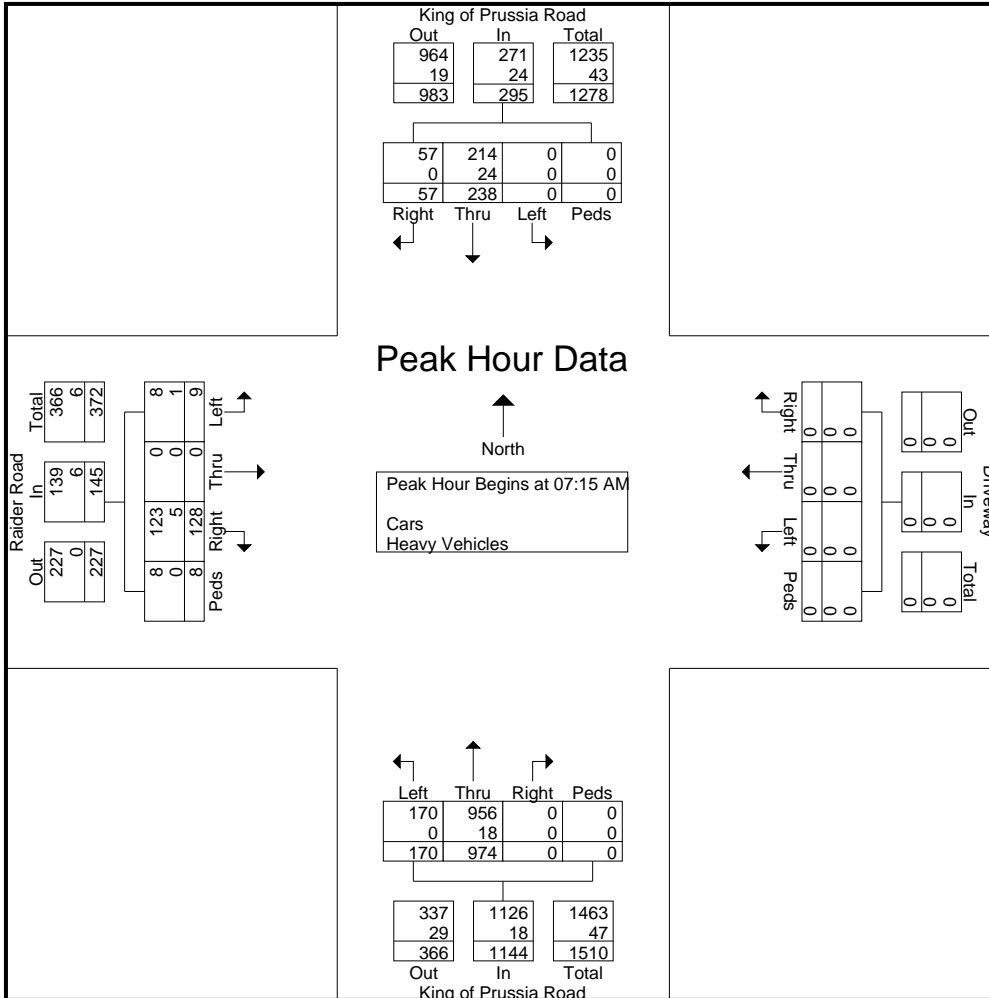 King of Prussia Road
Out In Total
964 271 1235
19 24 43
983 295 1278
57 214 0 0
0 24 0 0
57 238 0 0
Right Thru Left Peds
Peak Hour Data
North
Peak Hour Begins at 07:15 AM
Cars
Heavy Vehicles
Raider Road
Out In Total
227 139 366
0 6 6
227 145 372
8 0 123 8
1 0 5 0
9 0 128 8
Left Thru Right Peds
Driveway
Out In Total
0 0 0
0 0 0
0 0 0
Right Thru Left Peds
0 0 0 0
0 0 0 0
0 0 0 0
Left Thru Right Peds
170 956 0 0
0 18 0 0
170 974 0 0
337 1126 1463
29 18 47
366 1144 1510
Out In Total
King of Prussia Road